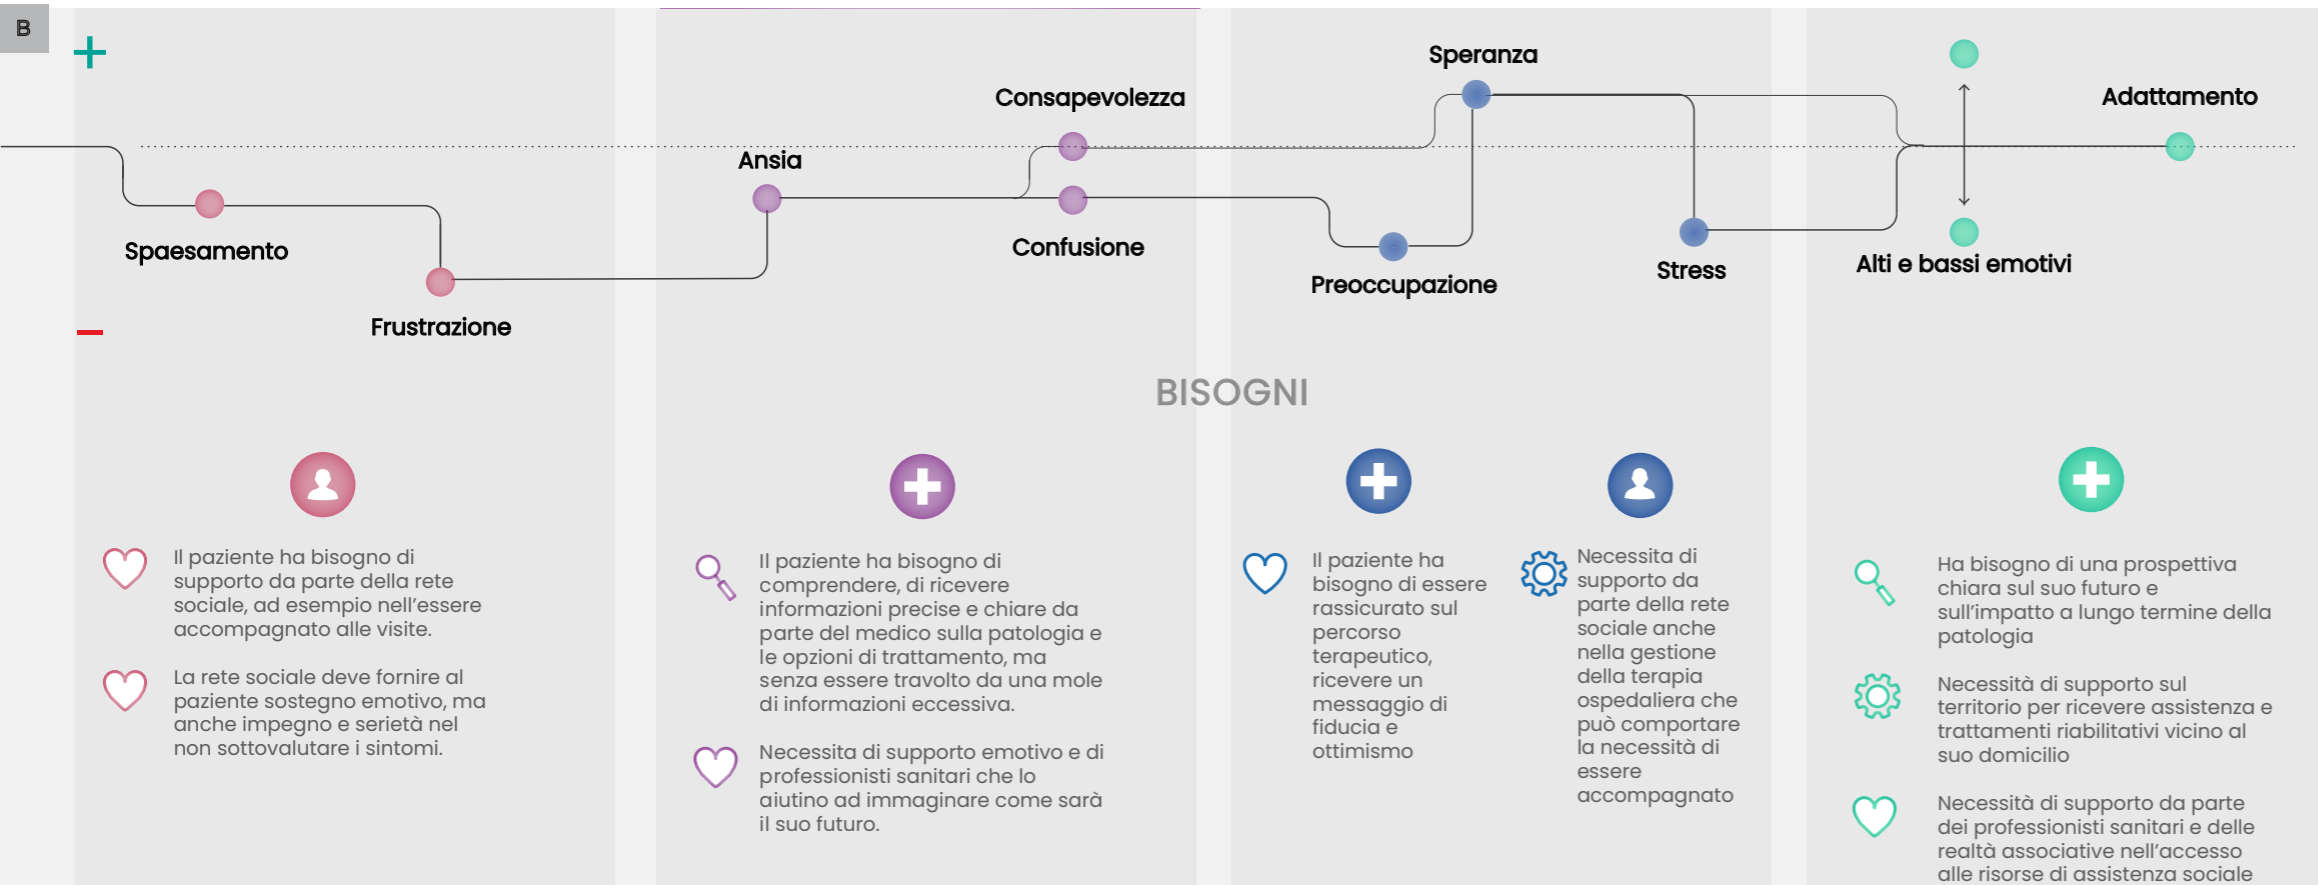 B
+
Spaesamento
Frustrazione
–
Ansia
Consapevolezza
Confusione
Speranza
Preoccupazione
Stress
Alti e bassi emotivi
Adattamento
BISOGNI
Il paziente ha bisogno di
supporto da parte della rete
sociale, ad esempio nell’essere
accompagnato alle visite.
La rete sociale deve fornire al
paziente sostegno emotivo, ma
anche impegno e serietà nel
non sottovalutare i sintomi.
Il paziente ha bisogno di
comprendere, di ricevere
informazioni precise e chiare da
parte del medico sulla patologia e
le opzioni di trattamento, ma
senza essere travolto da una mole
di informazioni eccessiva.
Necessita di supporto emotivo e di
professionisti sanitari che lo
aiutino ad immaginare come sarà
il suo futuro.
Il paziente ha
bisogno di essere
rassicurato sul
percorso
terapeutico,
ricevere un
messaggio di
fiducia e
ottimismo
Necessita di
supporto da
parte della rete
sociale anche
nella gestione
della terapia
ospedaliera che
può comportare
la necessità di
essere
accompagnato
Ha bisogno di una prospettiva
chiara sul suo futuro e
sull’impatto a lungo termine della
patologia
Necessità di supporto sul
territorio per ricevere assistenza e
trattamenti riabilitativi vicino al
suo domicilio
Necessità di supporto da parte
dei professionisti sanitari e delle
realtà associative nell’accesso
alle risorse di assistenza sociale